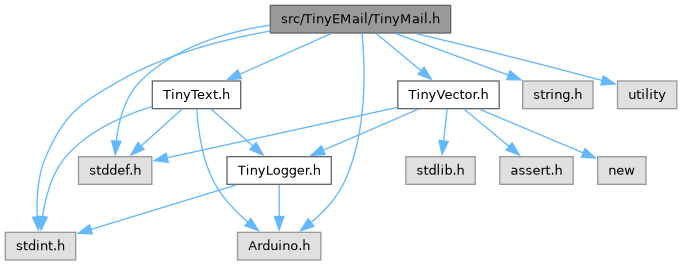 src/TinyEMail/TinyMail.h
TinyText.h
TinyVector.h
string.h
utility
stddef.h
TinyLogger.h
stdlib.h
assert.h
new
stdint.h
Arduino.h